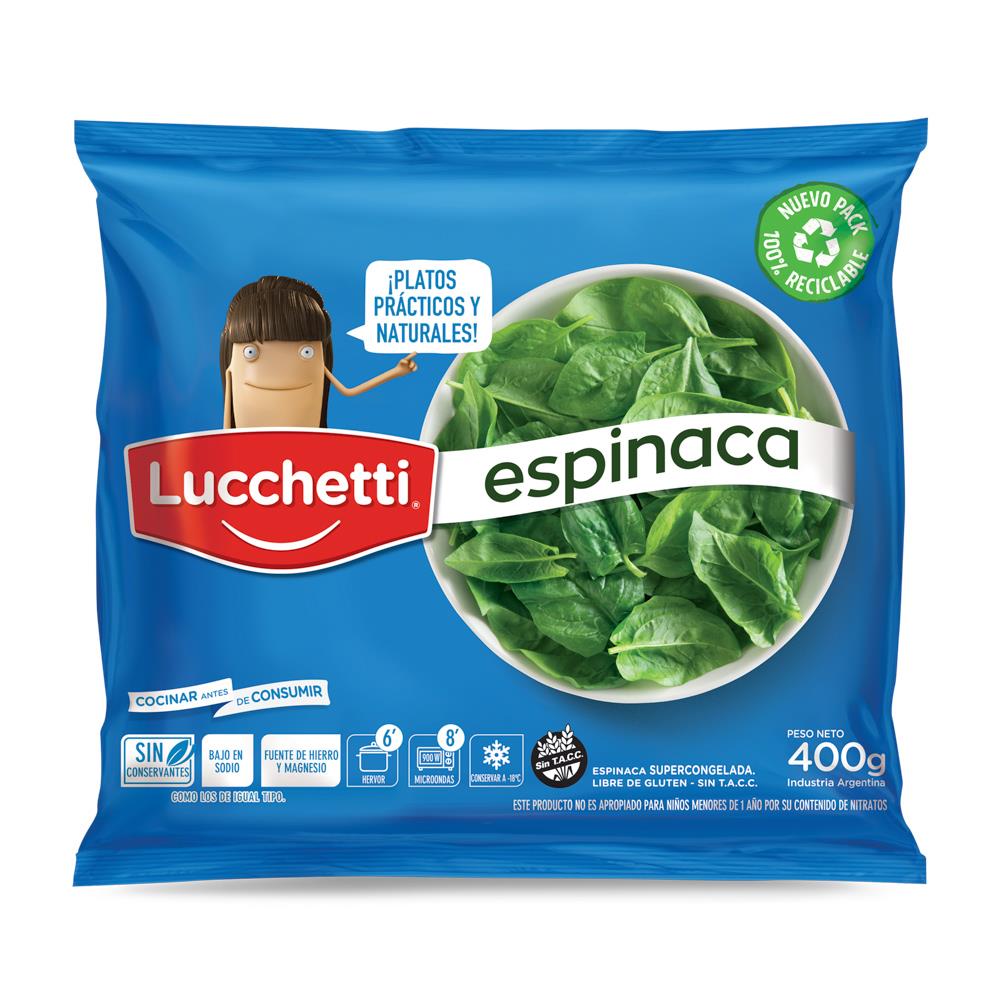 NUEVO PACK
100% RECICLABLE
¡PLATOS
PRÁCTICOS Y
NATURALES!
Lucchetti®
espinaca
COCINAR ANTES DE CONSUMIR
SIN
CONSERVANTES
BAJO EN
SODIO
FUENTE DE HIERRO
Y MAGNESIO
6'
HERVOR
8'
900 W
MICROONDAS
CONSERVAR A -18°C
COMO LOS DE IGUAL TIPO.
Sin T.A.C.C.
ESPINACA SUPERCONGELADA.
LIBRE DE GLUTEN - SIN T.A.C.C.
PESO NETO
400g
Industria Argentina
ESTE PRODUCTO NO ES APROPIADO PARA NIÑOS MENORES DE 1 AÑO POR SU CONTENIDO DE NITRATOS